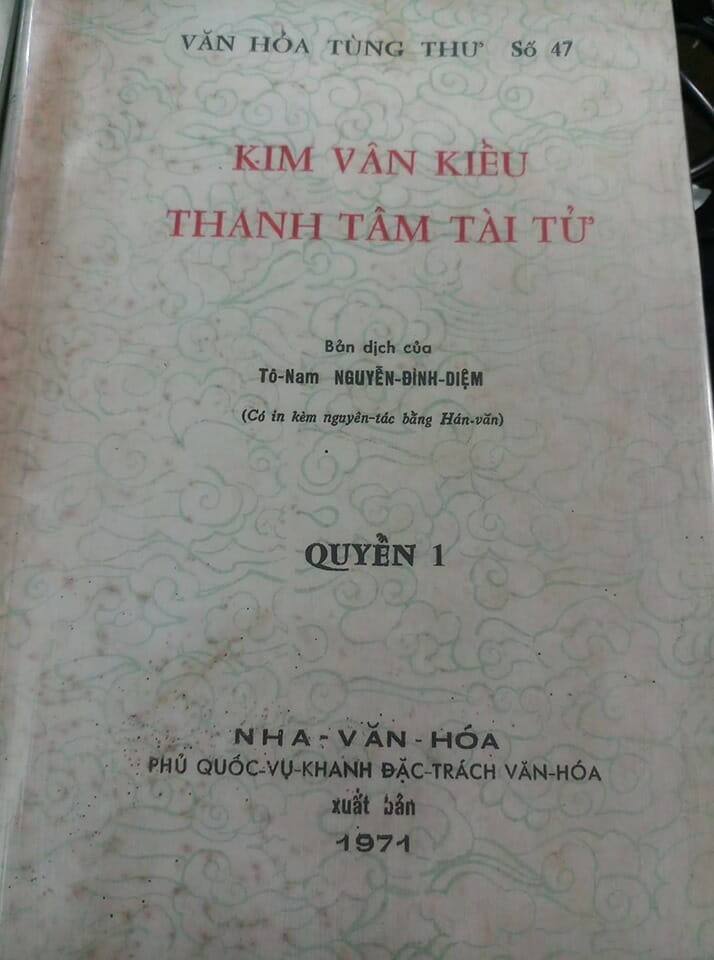 VĂN HÓA TÙNG THƯ Số 47
KIM VÂN KIỀU
THANH TÂM TÀI TỬ
Bản dịch của
Tô-Nam NGUYỄN-ĐÌNH-DIỆM
(Có in kèm nguyên-tác bằng Hán-văn)
QUYỂN 1
NHA-VĂN-HÓA
PHỦ QUỐC-VỤ-KHANH ĐẶC-TRÁCH VĂN-HÓA
xuất bản
1971